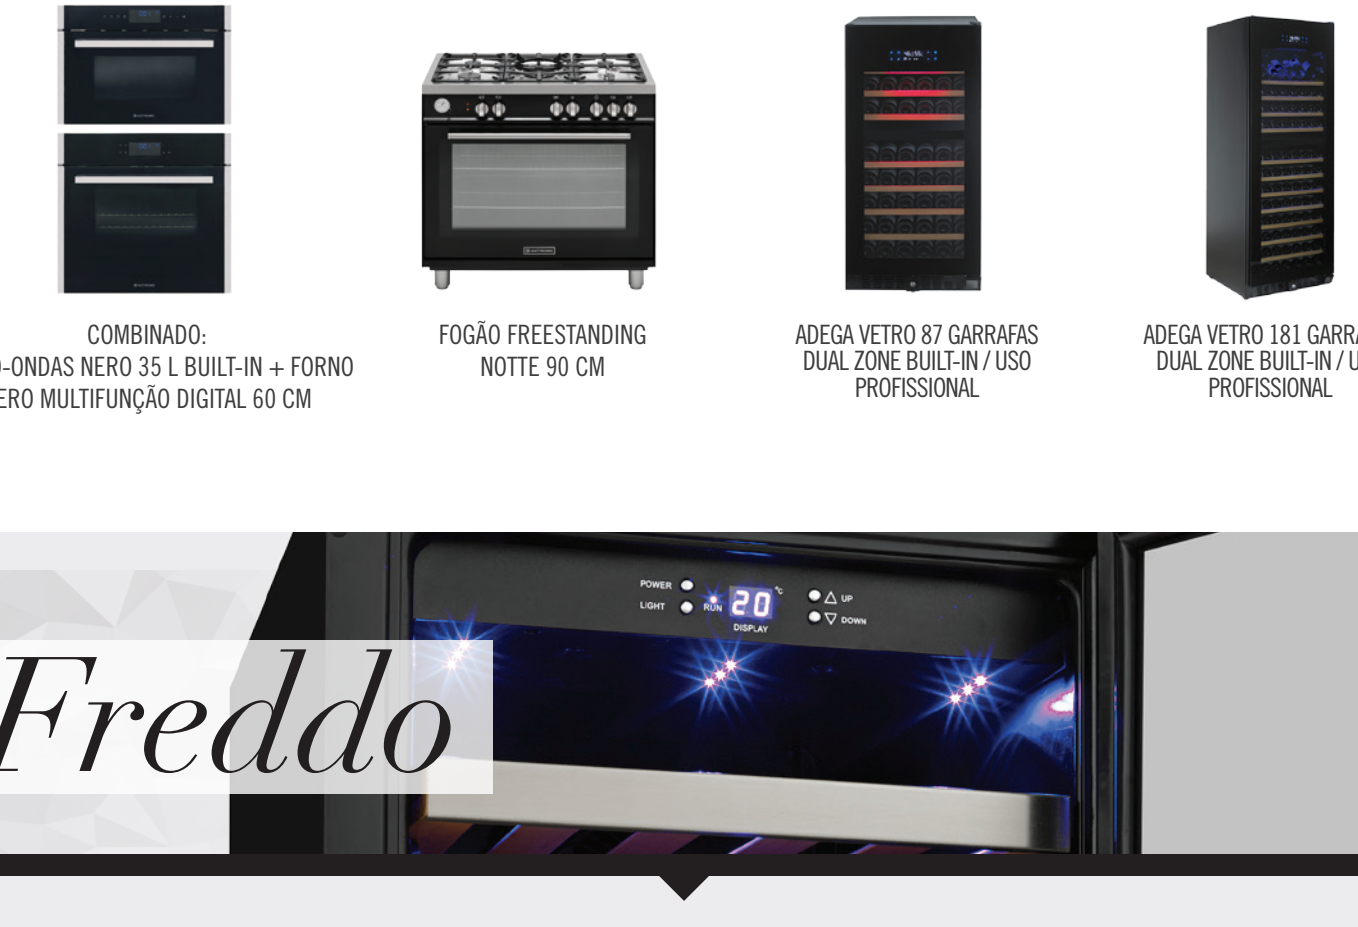 COMBINADO:
O-ONDAS NERO 35 L BUILT-IN + FORNO
ERO MULTIFUNÇÃO DIGITAL 60 CM
FOGÃO FREESTANDING
NOTTE 90 CM
ADEGA VETRO 87 GARRAFAS
DUAL ZONE BUILT-IN / USO
PROFISSIONAL
ADEGA VETRO 181 GARRA
DUAL ZONE BUILT-IN / U
PROFISSIONAL
POWER
LIGHT
RUN
20
°C
DISPLAY
UP
DOWN
Freddo